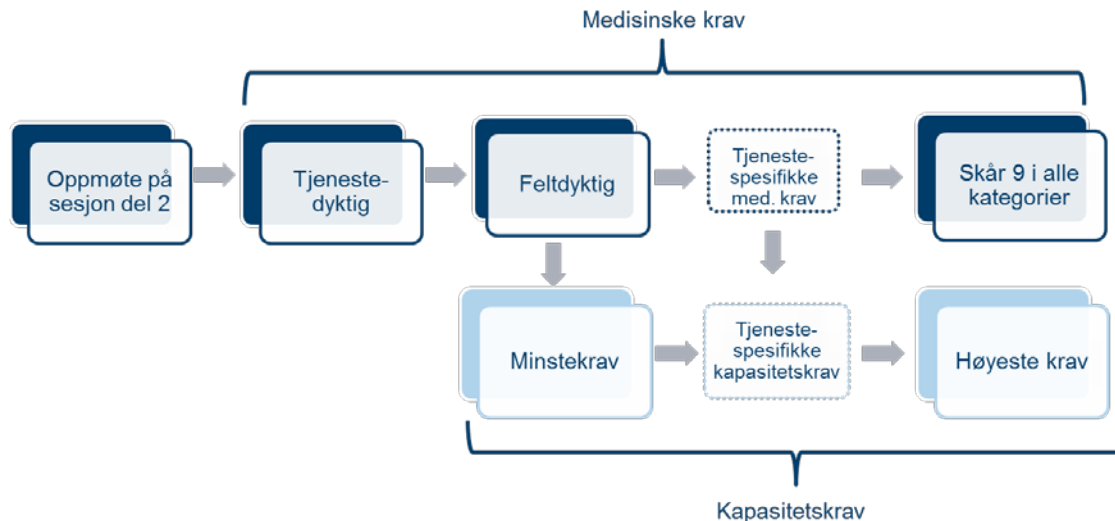 Medisinske krav
Oppmøte på
sesjon del 2
Tjeneste-
dyktig
Feltdyktig
Tjeneste-
spesifikke
med. krav
Skår 9 i alle
kategorier
Minstekrav
Tjeneste-
spesifikke
kapasitetskrav
Høyeste krav
Kapasitetskrav